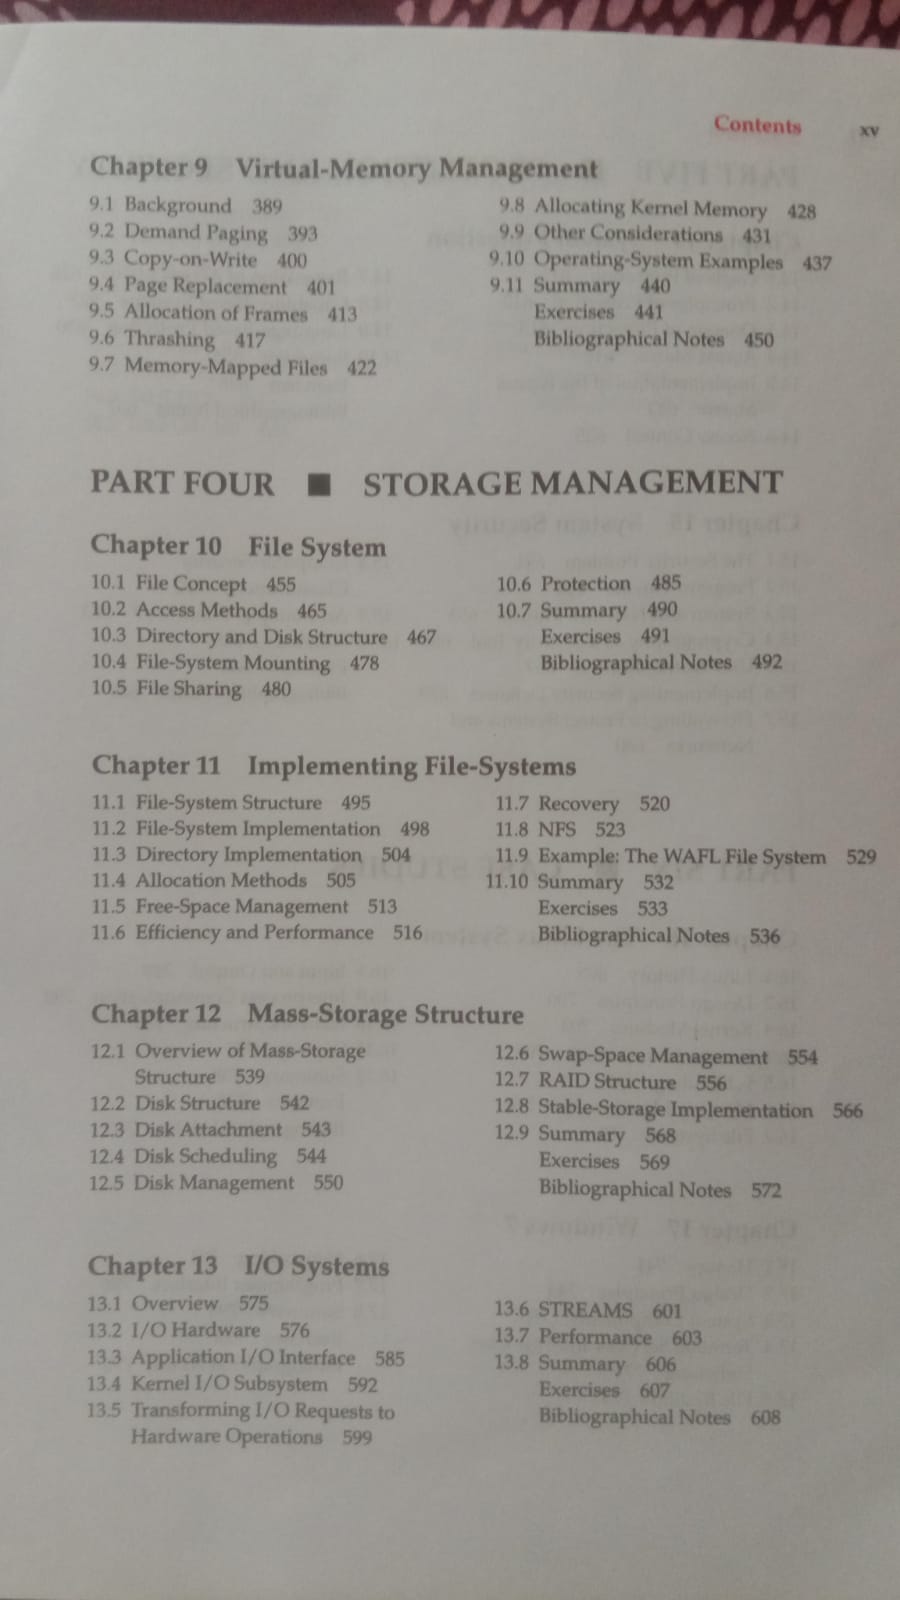 Contents xv
Chapter 9 Virtual-Memory Management
9.1 Background 389
9.2 Demand Paging 393
9.3 Copy-on-Write 400
9.4 Page Replacement 401
9.5 Allocation of Frames 413
9.6 Thrashing 417
9.7 Memory-Mapped Files 422
9.8 Allocating Kernel Memory 428
9.9 Other Considerations 431
9.10 Operating-System Examples 437
9.11 Summary 440
Exercises 441
Bibliographical Notes 450
PART FOUR ■ STORAGE MANAGEMENT
Chapter 10 File System
10.1 File Concept 455
10.2 Access Methods 465
10.3 Directory and Disk Structure 467
10.4 File-System Mounting 478
10.5 File Sharing 480
10.6 Protection 485
10.7 Summary 490
Exercises 491
Bibliographical Notes 492
Chapter 11 Implementing File-Systems
11.1 File-System Structure 495
11.2 File-System Implementation 498
11.3 Directory Implementation 504
11.4 Allocation Methods 505
11.5 Free-Space Management 513
11.6 Efficiency and Performance 516
11.7 Recovery 520
11.8 NFS 523
11.9 Example: The WAFL File System 529
11.10 Summary 532
Exercises 533
Bibliographical Notes 536
Chapter 12 Mass-Storage Structure
12.1 Overview of Mass-Storage
Structure 539
12.2 Disk Structure 542
12.3 Disk Attachment 543
12.4 Disk Scheduling 544
12.5 Disk Management 550
12.6 Swap-Space Management 554
12.7 RAID Structure 556
12.8 Stable-Storage Implementation 566
12.9 Summary 568
Exercises 569
Bibliographical Notes 572
Chapter 13 I/O Systems
13.1 Overview 575
13.2 I/O Hardware 576
13.3 Application I/O Interface 585
13.4 Kernel I/O Subsystem 592
13.5 Transforming I/O Requests to
Hardware Operations 599
13.6 STREAMS 601
13.7 Performance 603
13.8 Summary 606
Exercises 607
Bibliographical Notes 608